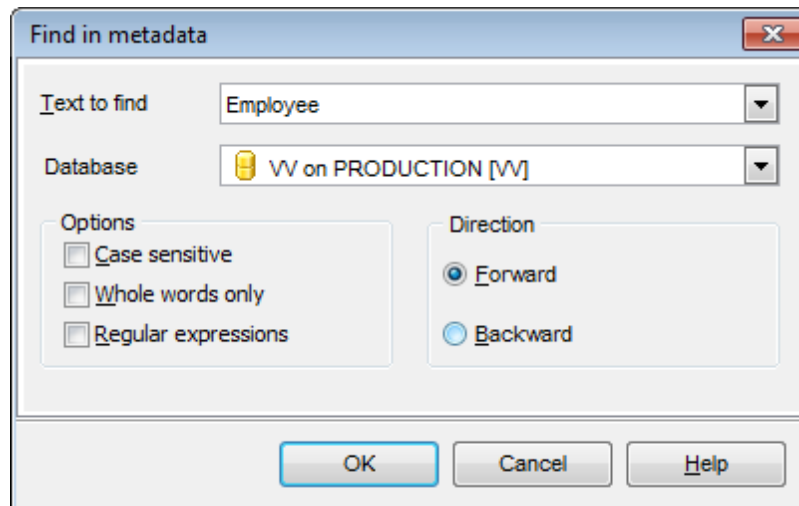 Find in metadata
Text to find
Employee
Database
VV on PRODUCTION [VV]
Options
Case sensitive
Whole words only
Regular expressions
Direction
Forward
Backward
OK
Cancel
Help